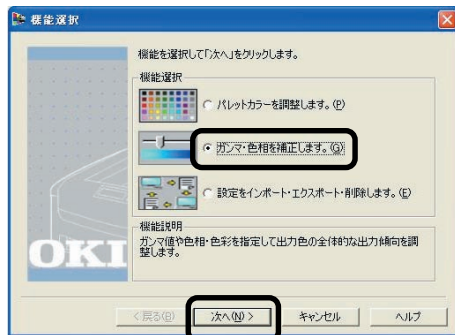 機能選択
機能を選択して「次へ」をクリックします。
機能選択
パレットカラーを調整します。(P)
ガンマ・色相を補正します。(G)
設定をインポート・エクスポート・削除します。(E)
機能説明
ガンマ値や色相・色彩を指定して出力色の全体的な出力傾向を調
整します。
OKI
< 戻る(B)
次へ(N) >
キャンセル
ヘルプ